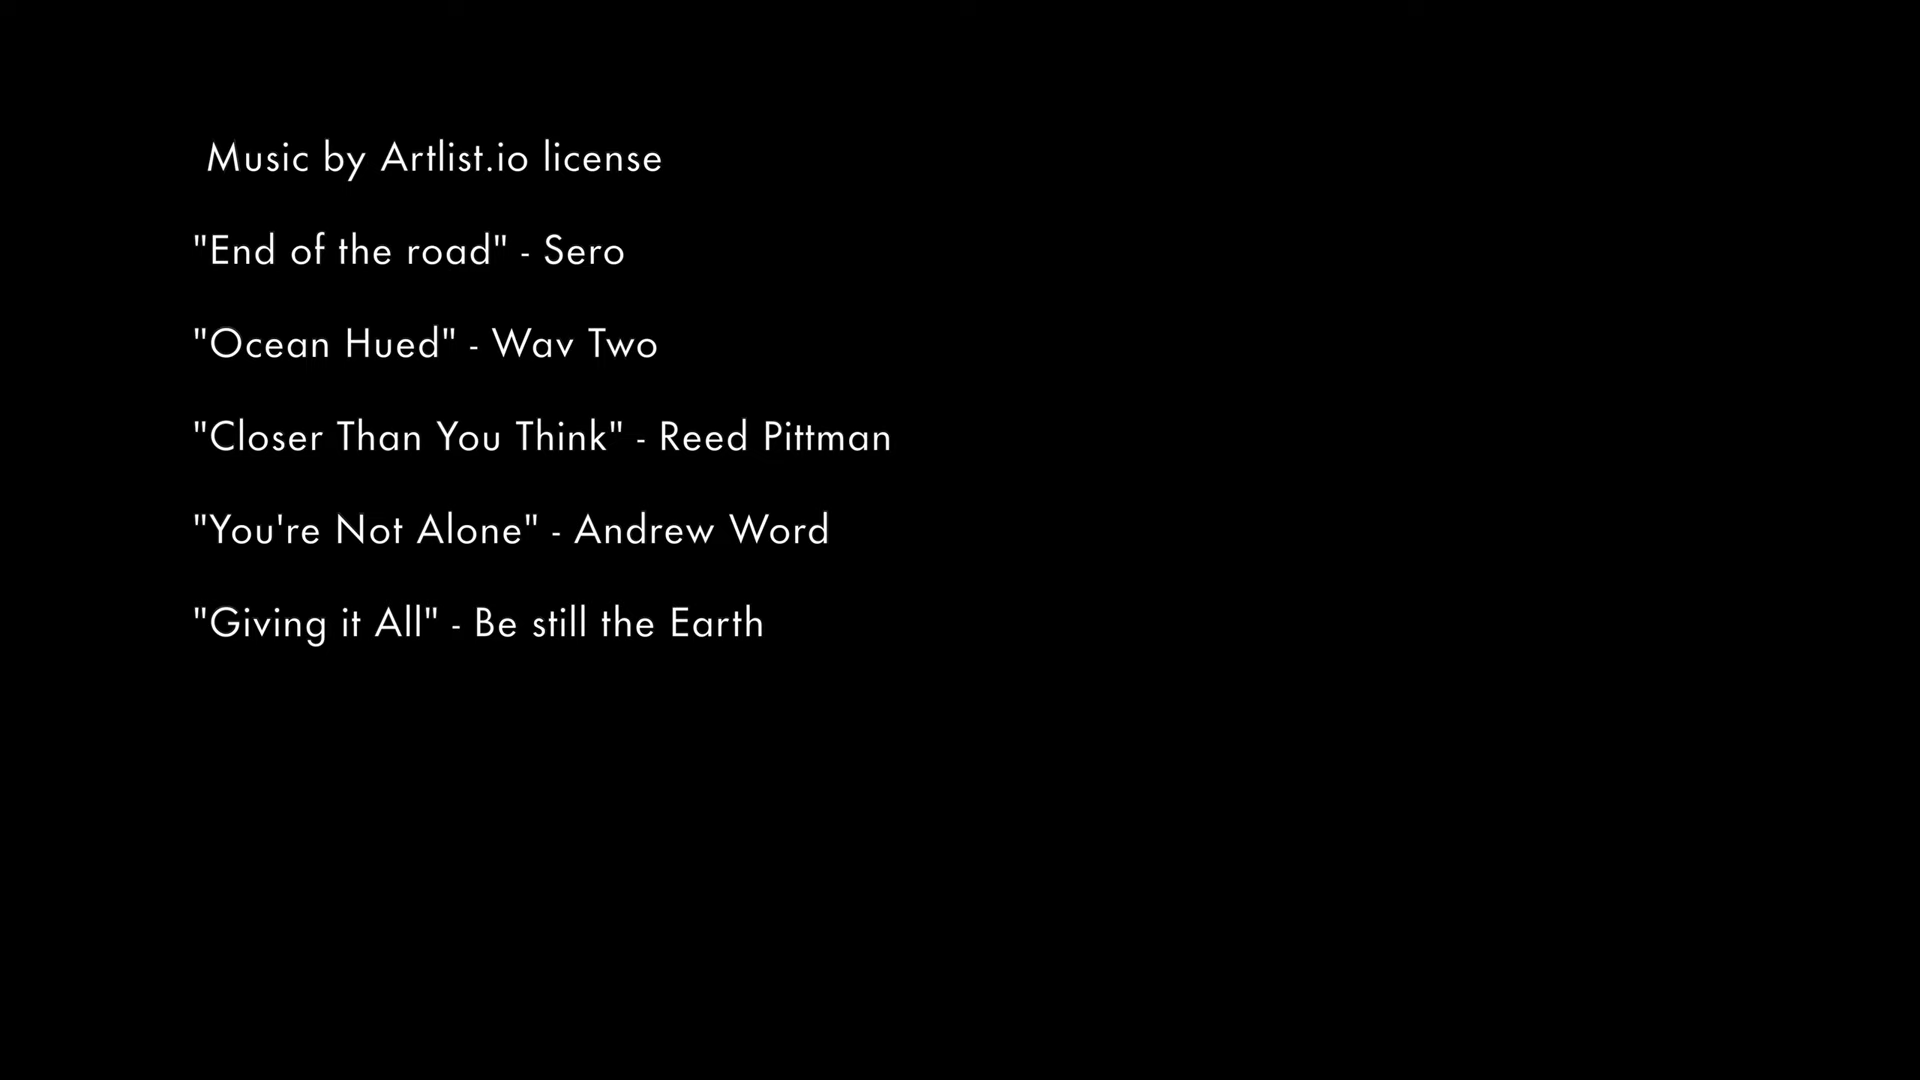 Music by Artlist.io license
"End of the road" - Sero
"Ocean Hued" - Wav Two
"Closer Than You Think" - Reed Pittman
"You're Not Alone" - Andrew Word
"Giving it All" - Be still the Earth